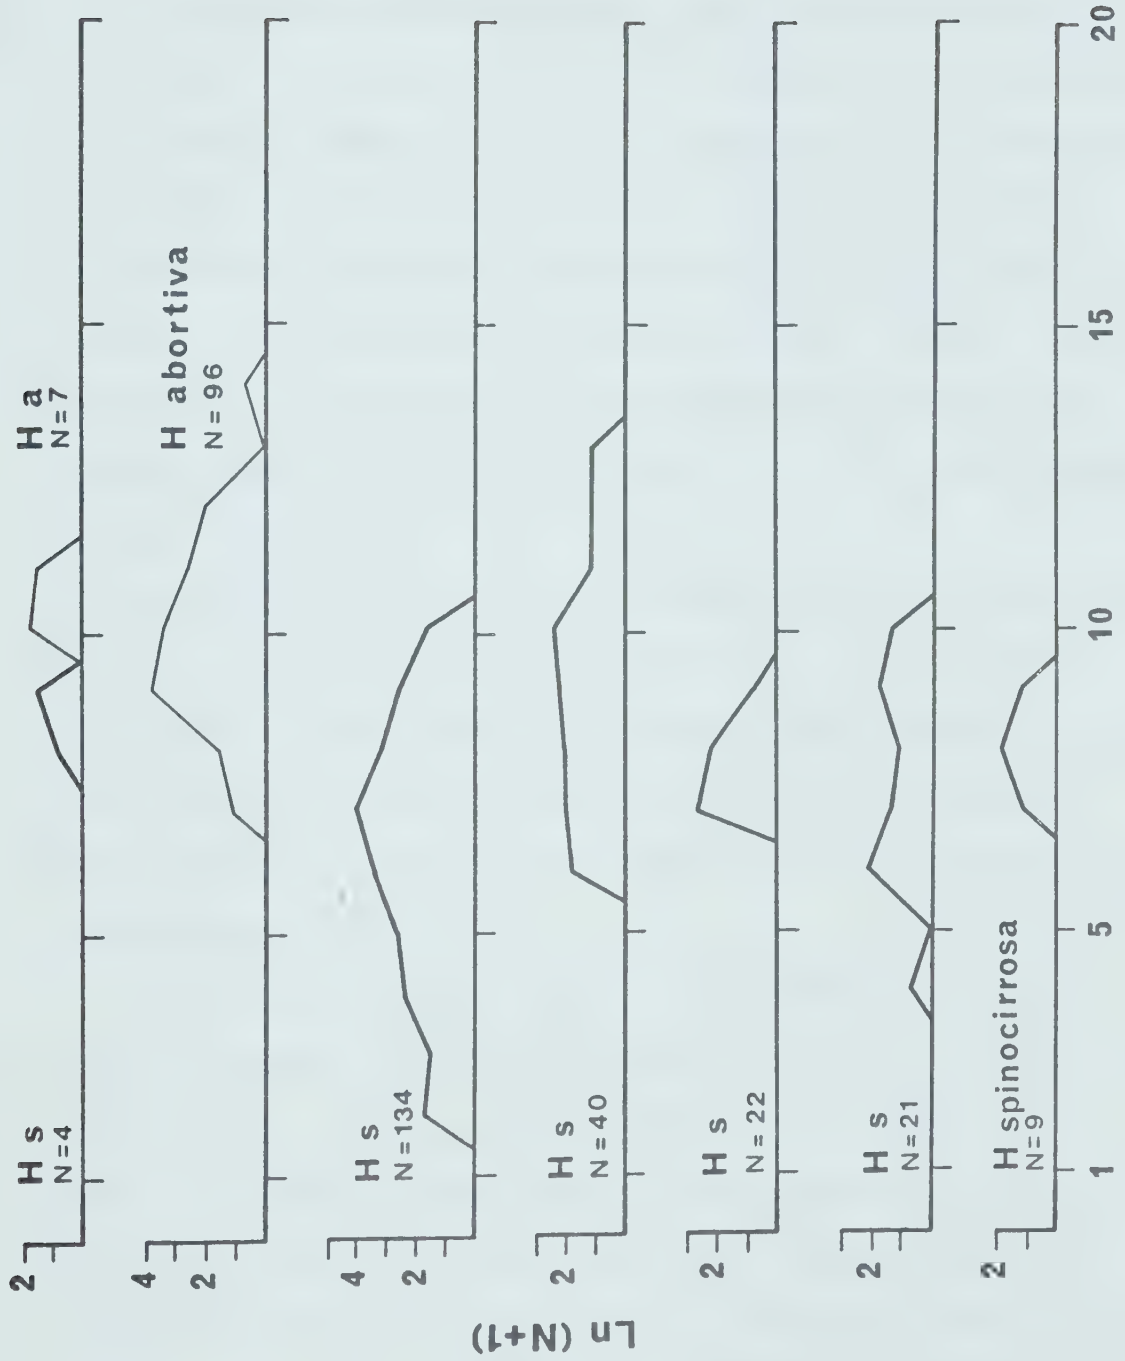 H s
N=4
H a
N=7
2
H abortiva
N=96
4
2
H s
N=134
4
2
H s
N=40
2
H s
N=22
2
H s
N=21
2
H spinocirrosa
N=9
2
Ln (N+1)
1
5
10
15
20